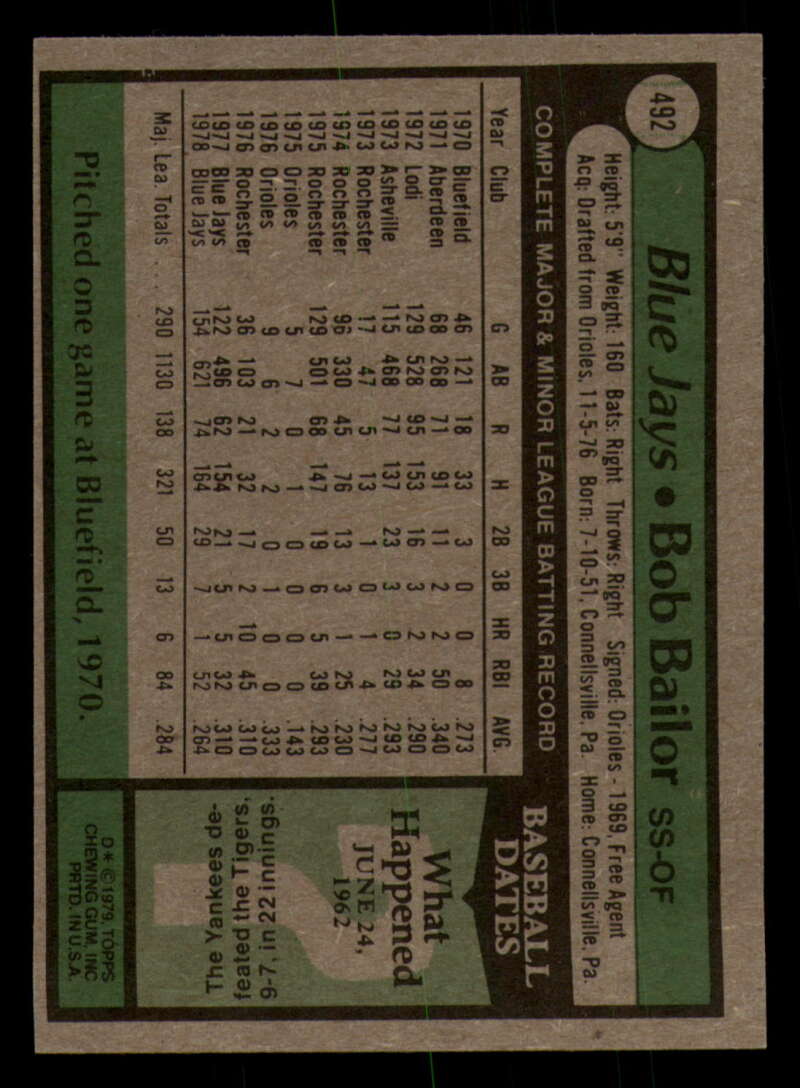 492
Blue Jays • Bob Bailor SS-OF
Height: 5'9" Weight: 160 Bats: Right Throws: Right Signed: Orioles - 1969, Free Agent
Acq: Drafted from Orioles, 11-5-76 Born: 7-10-51, Connellsville, Pa. Home: Connellsville, Pa.
COMPLETE MAJOR & MINOR LEAGUE BATTING RECORD
Year Club G AB R H 2B 3B HR RBI AVG.
1970 Bluefield 46 121 18 33 3 0 0 8 .273
1971 Aberdeen 68 268 71 91 11 2 2 50 .340
1972 Lodi 129 528 95 153 16 3 2 34 .290
1973 Asheville 115 468 77 137 23 3 0 29 .293
1973 Rochester 17 47 5 13 1 0 1 4 .277
1974 Rochester 96 330 45 76 13 3 1 25 .230
1975 Rochester 129 501 68 147 19 6 5 39 .293
1975 Orioles 5 7 0 1 0 0 0 0 .143
1976 Orioles 9 6 2 2 0 1 0 0 .333
1976 Rochester 36 103 21 32 17 2 10 45 .310
1977 Blue Jays 122 496 62 154 21 5 5 32 .310
1978 Blue Jays 154 621 74 164 29 7 1 52 .264
Maj. Lea. Totals . . . 290 1130 138 321 50 13 6 84 .284
Pitched one game at Bluefield, 1970.
BASEBALL
DATES
What
Happened
JUNE 24,
1962
The Yankees de-
feated the Tigers,
9-7, in 22 innings.
D*©1979, TOPPS
CHEWING GUM, INC
PRTD. IN U.S.A.